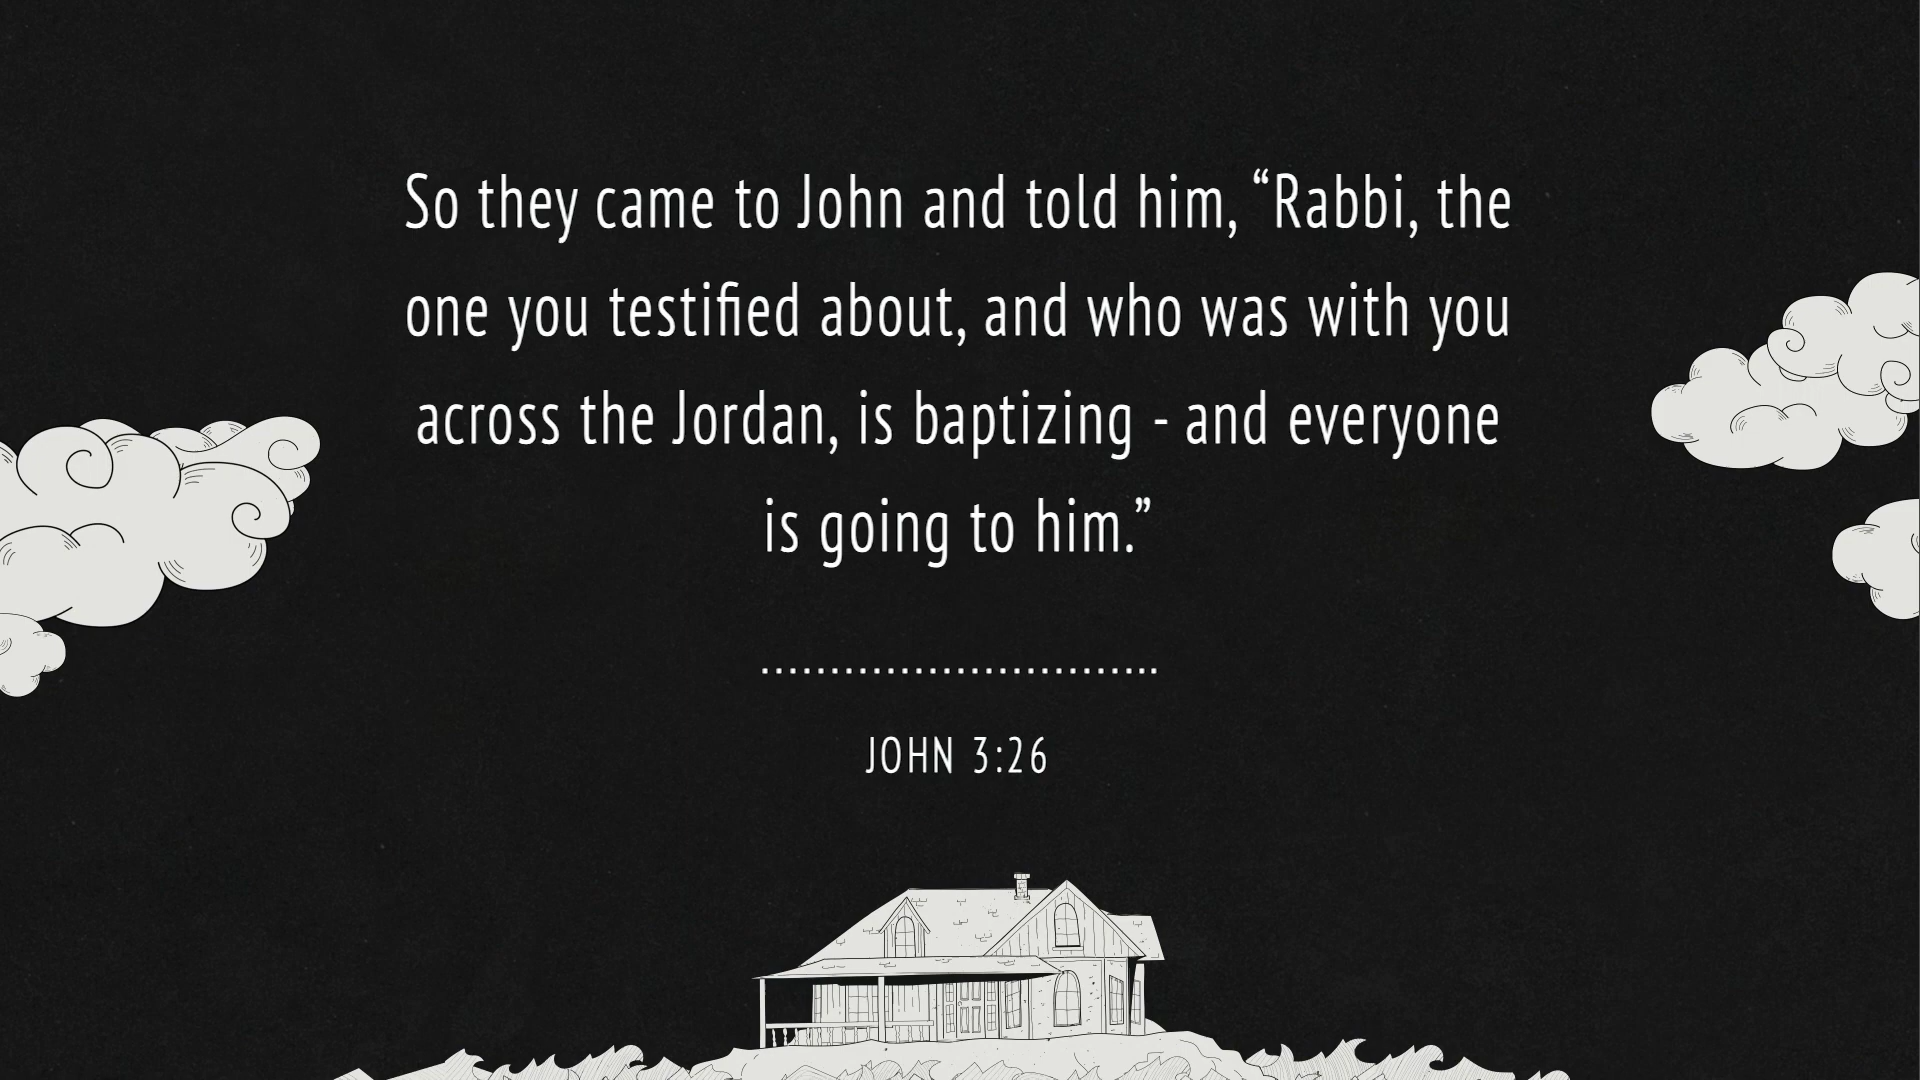 So they came to John and told him, “Rabbi, the
one you testified about, and who was with you
across the Jordan, is baptizing - and everyone
is going to him.”
JOHN 3:26